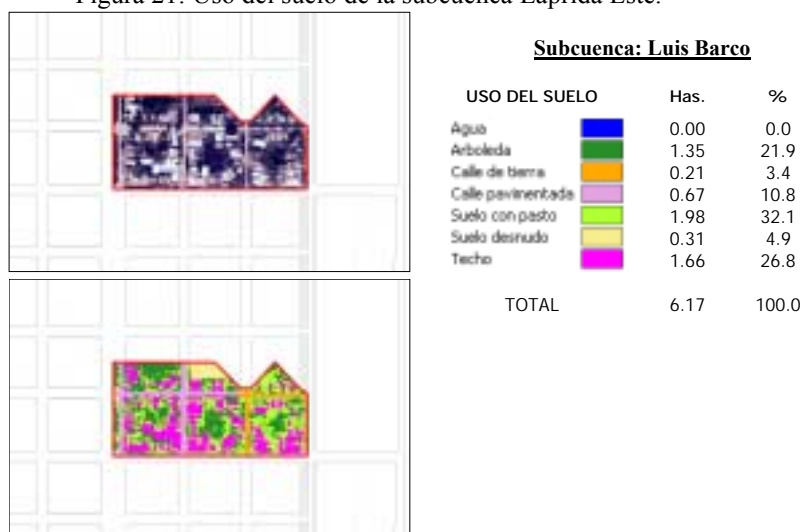 Figura 21. Uso del suelo de la subcuenca Laprida Este.
Subcuenca: Luis Barco
USO DEL SUELO Has. %
Agua 0.00 0.0
Arboleda 1.35 21.9
Calle de tierra 0.21 3.4
Calle pavimentada 0.67 10.8
Suelo con pasto 1.98 32.1
Suelo desnudo 0.31 4.9
Techo 1.66 26.8
TOTAL 6.17 100.0